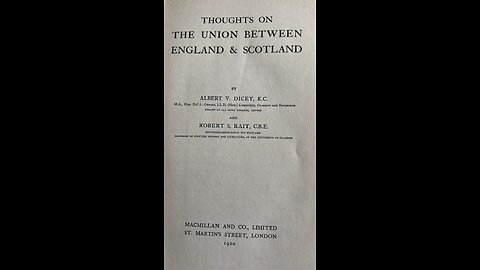 THOUGHTS ON
THE UNION BETWEEN
ENGLAND & SCOTLAND
BY
ALBERT V. DICEY, K.C.
AND
ROBERT S. RAIT, C.B.E.
MACMILLAN AND CO., LIMITED
ST. MARTIN'S STREET, LONDON
1920